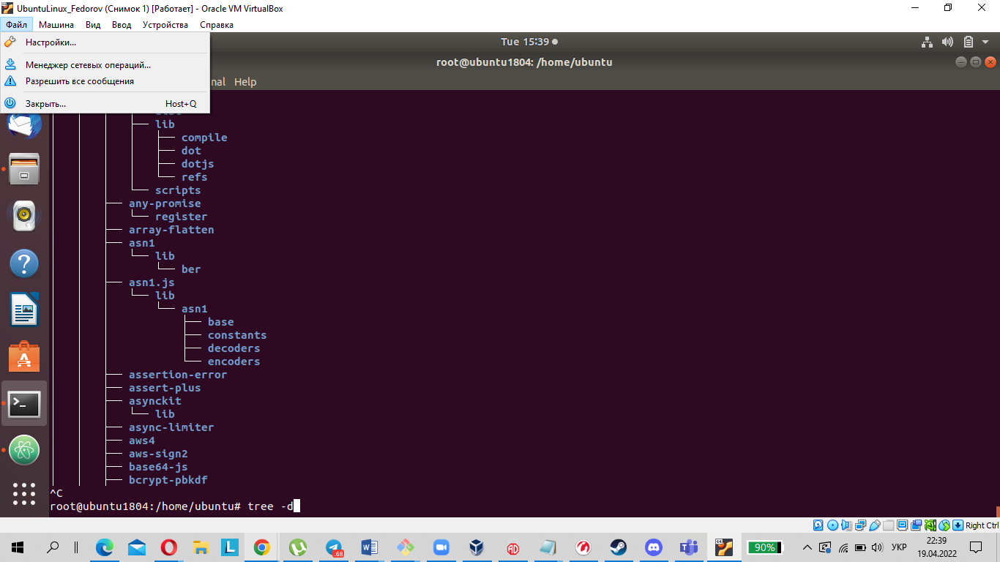 UbuntuLinux_Fedorov (Снимок 1) [Работает] - Oracle VM VirtualBox
Файл Машина Вид Ввод Устройства Справка
Настройки...
Менеджер сетевых операций...
Разрешить все сообщения
Закрыть... Host+Q
Tue 15:39
root@ubuntu1804: /home/ubuntu
nal Help
lib
compile
dot
dotjs
refs
scripts
any-promise
register
array-flatten
asn1
lib
ber
asn1.js
lib
asn1
base
constants
decoders
encoders
assertion-error
assert-plus
asynckit
lib
async-limiter
aws4
aws-sign2
base64-js
bcrypt-pbkdf
^C
root@ubuntu1804:/home/ubuntu# tree -d
Right Ctrl
90%
УКР
22:39
19.04.2022